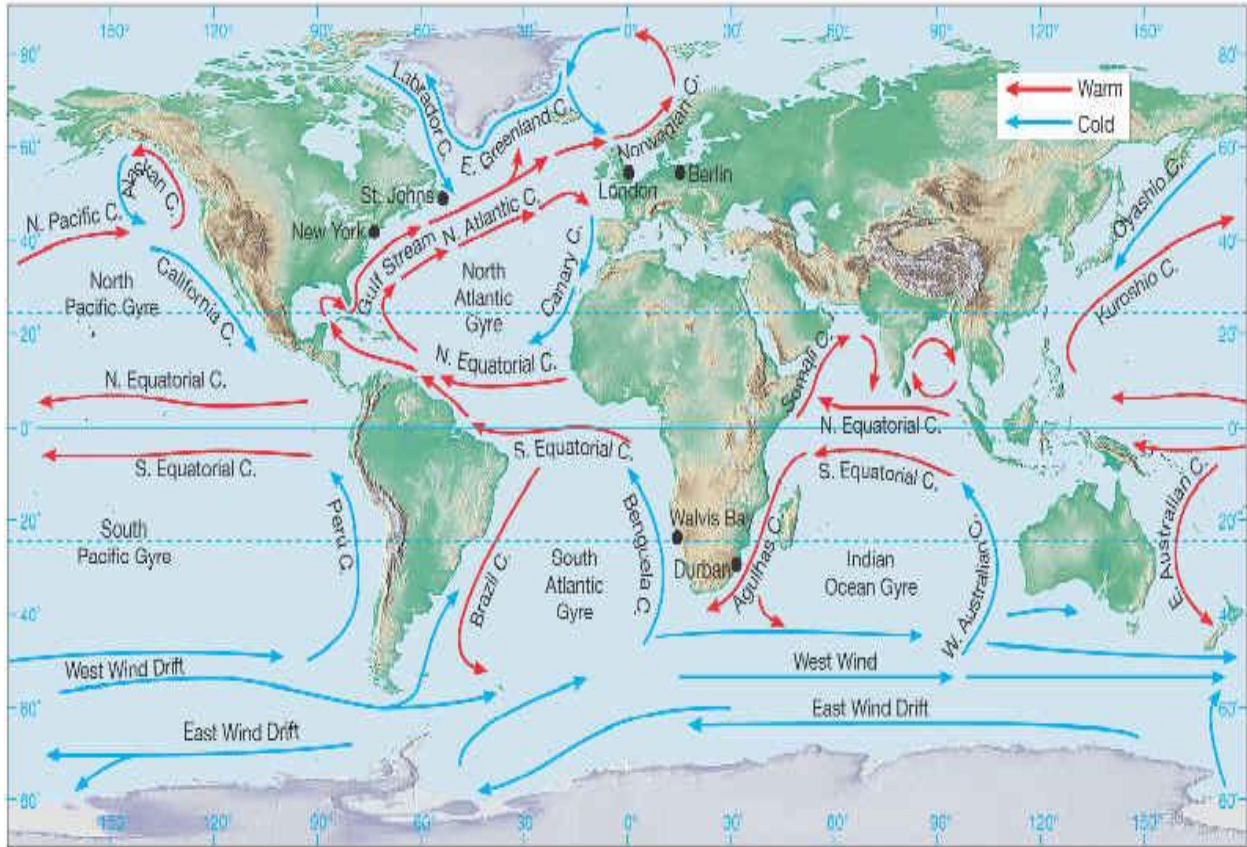 150° 90° 60° 30° 0° 30° 60° 90° 150°
80° 80°
60° 60°
40° 40°
20° 20°
0° 0°
20° 20°
40° 40°
60° 60°
80° 80°
150° 90° 60° 30° 0° 30° 60° 90° 150°
Warm
Cold
Labrador C.
E. Greenland C.
Norwegian C.
Alaskan C.
N. Pacific C.
St. Johns
New York
London
Berlin
Oyashio C.
Gulf Stream
N. Atlantic C.
Canary C.
Kuroshio C.
North
Pacific Gyre
California C.
North
Atlantic
Gyre
Somali C.
N. Equatorial C.
N. Equatorial C.
N. Equatorial C.
S. Equatorial C.
S. Equatorial C.
S. Equatorial C.
South
Pacific Gyre
Peru C.
Brazil C.
South
Atlantic
Gyre
Benguela C.
Walvis Bay
Durban
Agulhas C.
Indian
Ocean Gyre
W. Australian C.
E. Australian C.
West Wind Drift
West Wind
East Wind Drift
East Wind Drift